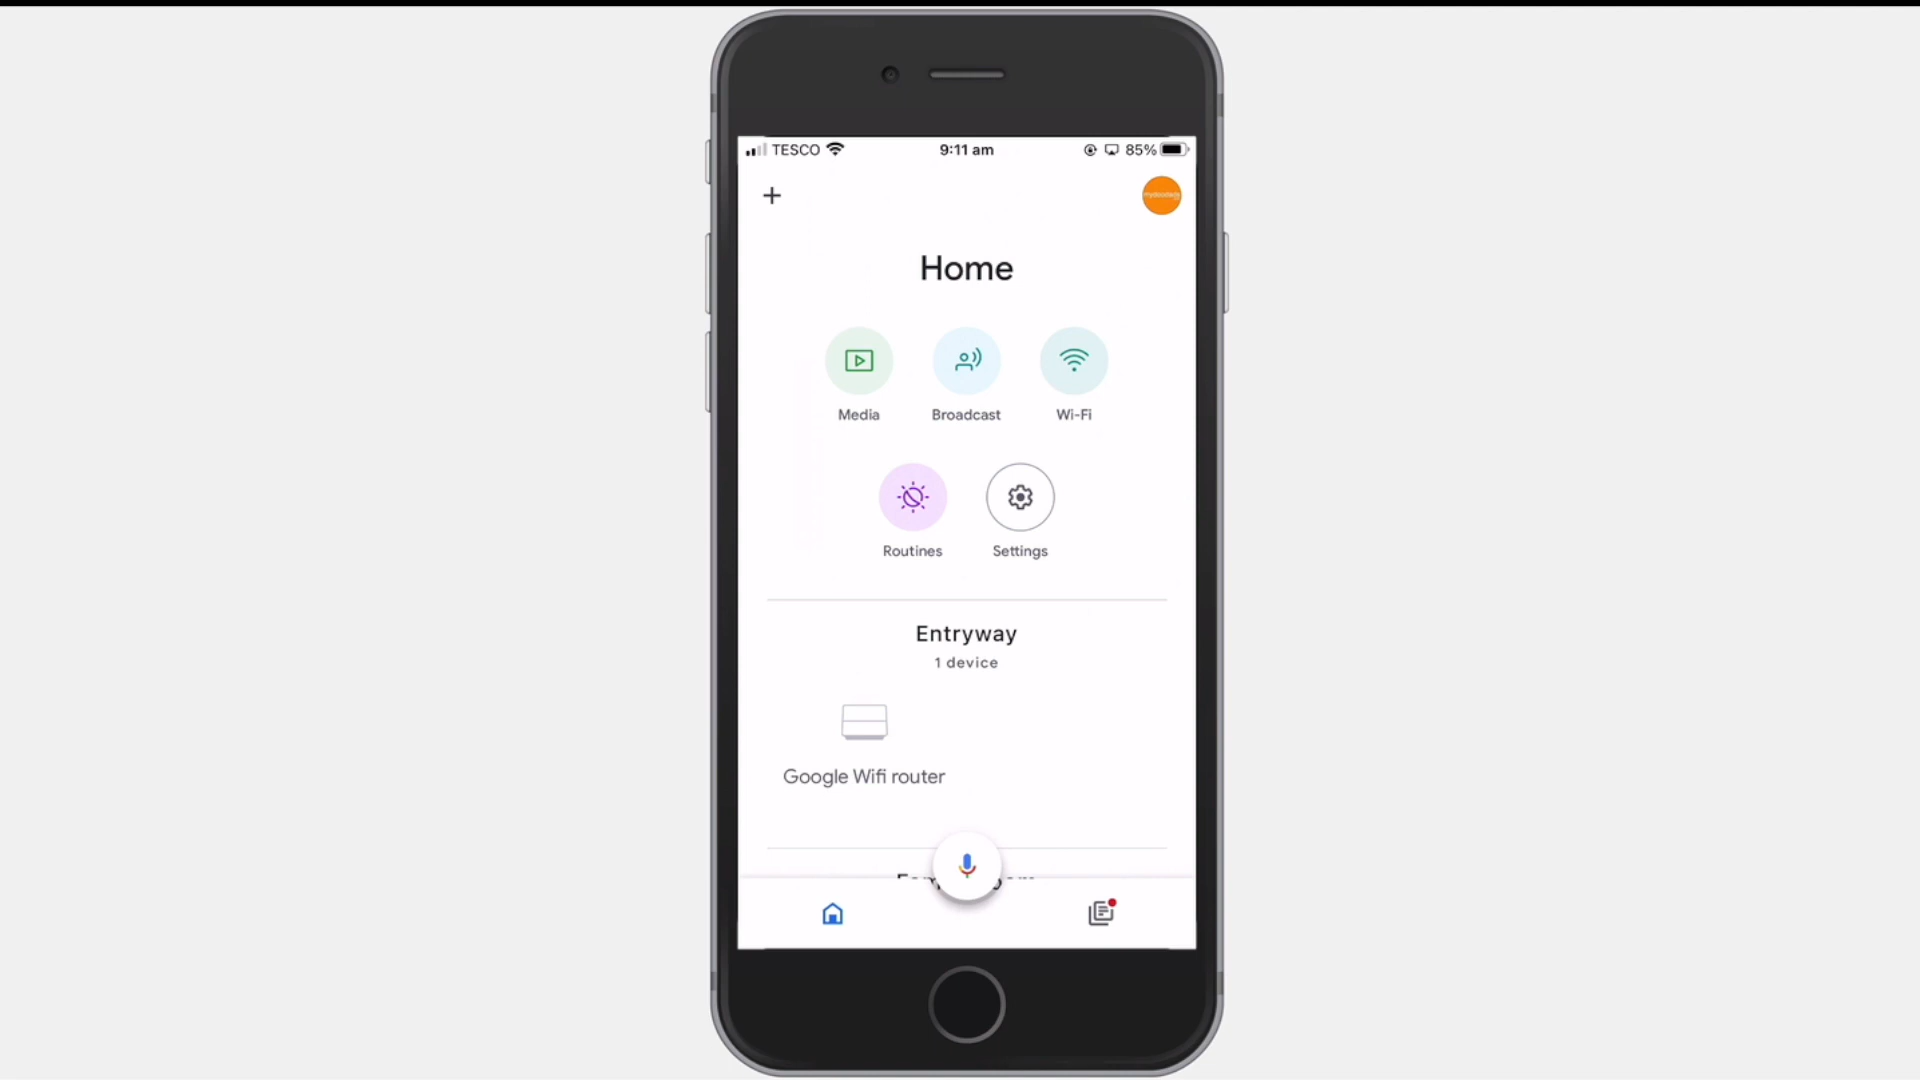 TESCO 9:11 am 85%
Home
Media Broadcast Wi-Fi
Routines Settings
Entryway
1 device
Google Wifi router